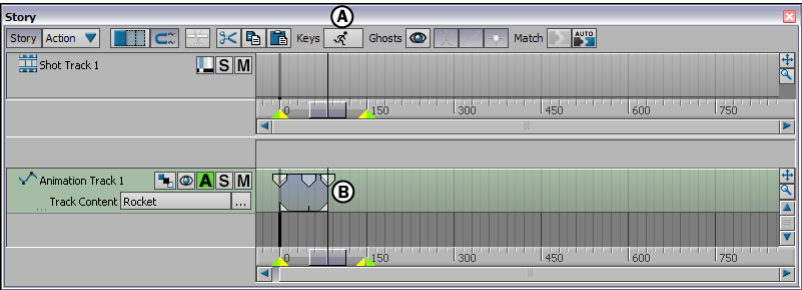 Story
A
Story Action Keys Ghosts Match AUTO
Shot Track 1 S M
0 150 300 450 600 750
Animation Track 1 A S M
B
Track Content Rocket ...
0 150 300 450 600 750